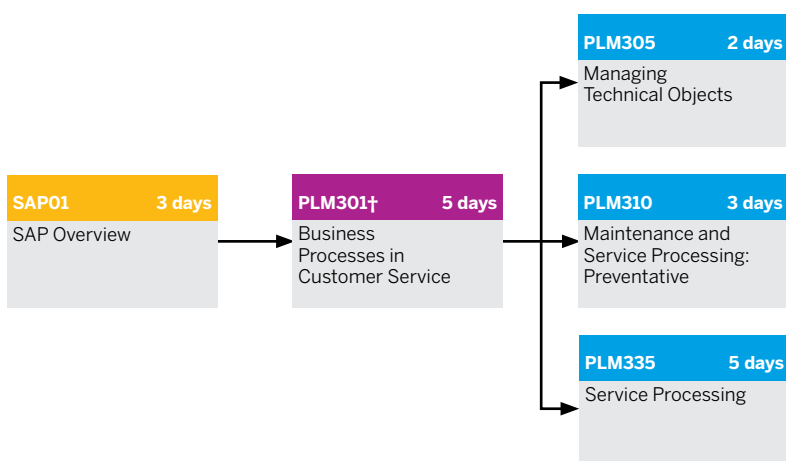 PLM305 2 days
Managing
Technical Objects
SAP01 3 days
SAP Overview
PLM301† 5 days
Business
Processes in
Customer Service
PLM310 3 days
Maintenance and
Service Processing:
Preventative
PLM335 5 days
Service Processing